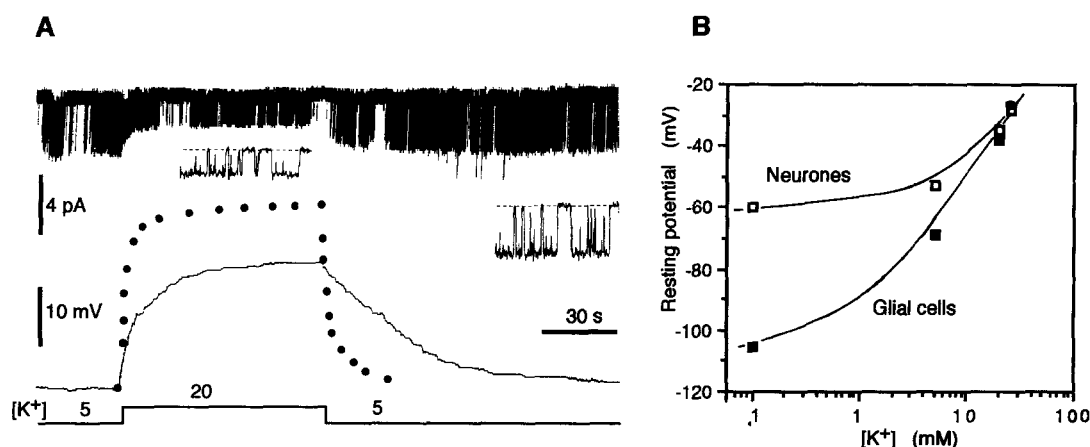 A
4 pA
10 mV
30 s
20
[K+] 5 5
B
-20
-40
-60
-80
-100
-120
Resting potential (mV)
Neurones
Glial cells
.1 1 10 100
[K+] (mM)